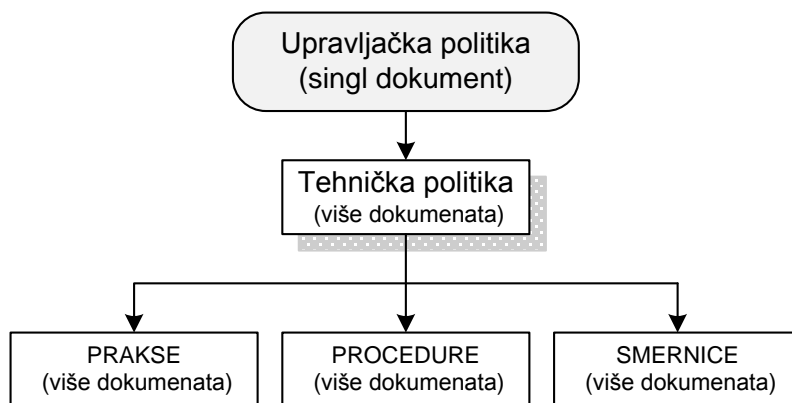 Upravljačka politika
(singl dokument)
Tehnička politika
(više dokumenata)
PRAKSE
(više dokumenata)
PROCEDURE
(više dokumenata)
SMERNICE
(više dokumenata)